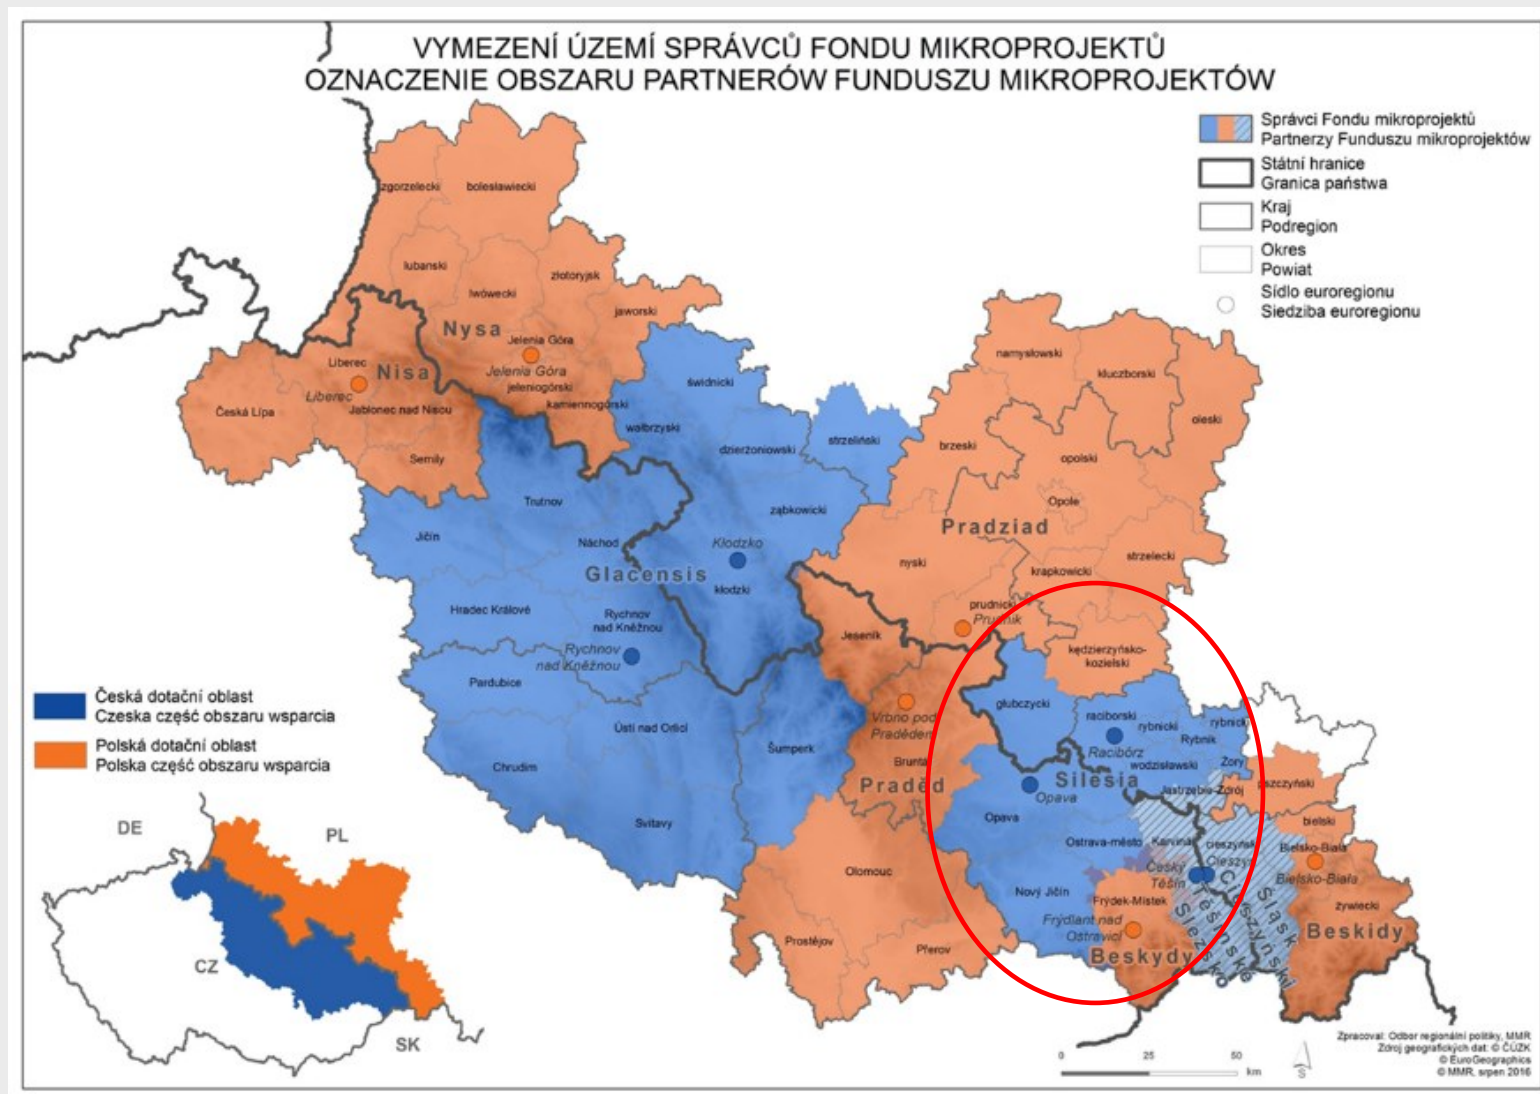 VYMEZENÍ ÚZEMÍ SPRÁVCŮ FONDU MIKROPROJEKTŮ
OZNACZENIE OBSZARU PARTNERÓW FUNDUSZU MIKROPROJEKTÓW
Správci Fondu mikroprojektů
Partnerzy Funduszu mikroprojektów
Státní hranice
Granica państwa
Kraj
Podregion
Okres
Powiat
Sídlo euroregionu
Siedziba euroregionu
zgorzelecki
bolesławiecki
lubanski
lwówecki
złotoryjsk
jaworski
Nysa
Jelenia Góra
Jelenia Góra
jeleniogórski
kamiennogórski
Liberec
Nisa
Liberec
Česká Lípa
Jablonec nad Nisou
Semily
świdnicki
wałbrzyski
dzierżoniowski
strzeliński
ząbkowicki
Kłodzko
kłodzki
Trutnov
Jičín
Náchod
Glacensis
Hradec Králové
Rychnov
nad Kněžnou
Rychnov
nad Kněžnou
Pardubice
Ústí nad Orlicí
Chrudim
Svitavy
Šumperk
namysłowski
kluczborski
oleski
brzeski
opolski
Opole
Pradziad
strzelecki
nyski
krapkowicki
prudnicki
Prudnik
kędzierzyńsko-
kozielski
Jeseník
Vrbno pod
Pradědem
Bruntál
Praděd
Olomouc
Prostějov
Přerov
głubczycki
raciborski
rybnicki
rybnicki
Rybnik
Racibórz
wodzisławski
Żory
Silesia
Jastrzębie-Zdrój
pszczyński
Opava
Opava
Ostrava-město
Karviná
cieszyński
Cieszyn
Český
Těšín
bielski
Bielsko-Biała
Bielsko-Biała
Nový Jičín
Frýdek-Místek
Frýdlant nad
Ostravicí
Beskydy
Těšínské
Slezsko
Śląsk
Cieszyński
żywiecki
Beskidy
Česká dotační oblast
Czeska część obszaru wsparcia
Polská dotační oblast
Polska część obszaru wsparcia
DE
PL
CZ
SK
0 25 50
km
S
Zpracoval: Odbor regionální politiky, MMR
Zdroj geografických dat: © ČÚZK
© EuroGeographics
© MMR, srpen 2016